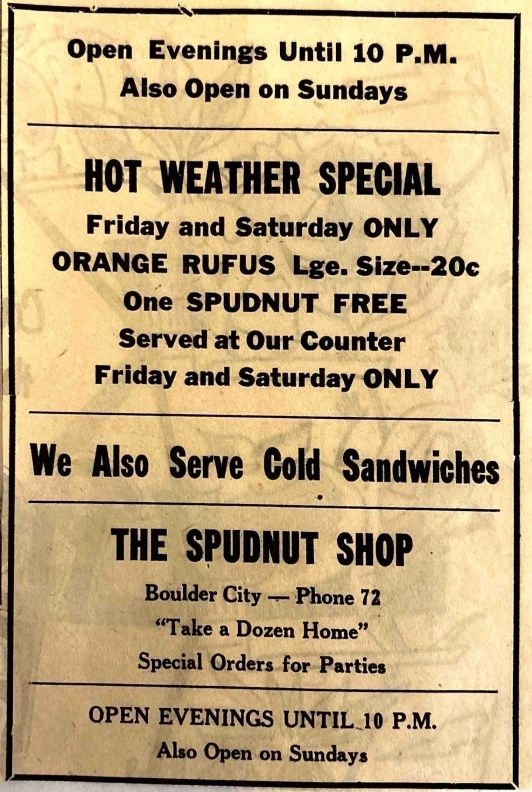 Open Evenings Until 10 P.M.
Also Open on Sundays
HOT WEATHER SPECIAL
Friday and Saturday ONLY
ORANGE RUFUS Lge. Size--20c
One SPUDNUT FREE
Served at Our Counter
Friday and Saturday ONLY
We Also Serve Cold Sandwiches
THE SPUDNUT SHOP
Boulder City — Phone 72
"Take a Dozen Home"
Special Orders for Parties
OPEN EVENINGS UNTIL 10 P.M.
Also Open on Sundays